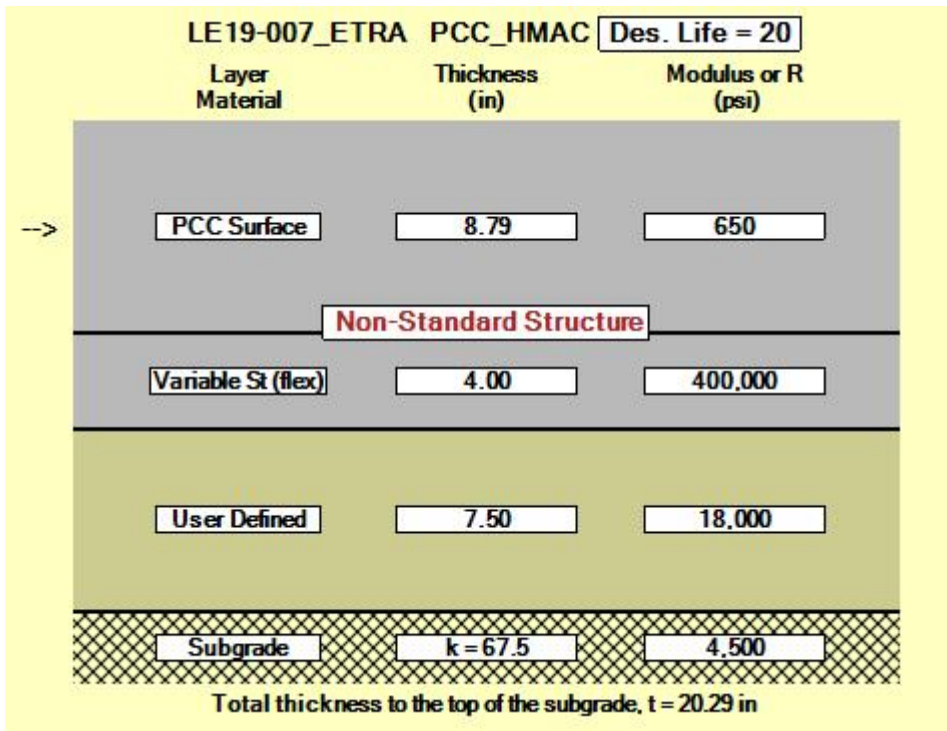 LE19-007_ETRA PCC_HMAC Des. Life = 20
Layer Material Thickness (in) Modulus or R (psi)
--> PCC Surface 8.79 650
Non-Standard Structure
Variable St (flex) 4.00 400,000
User Defined 7.50 18,000
Subgrade k = 67.5 4,500
Total thickness to the top of the subgrade, t = 20.29 in